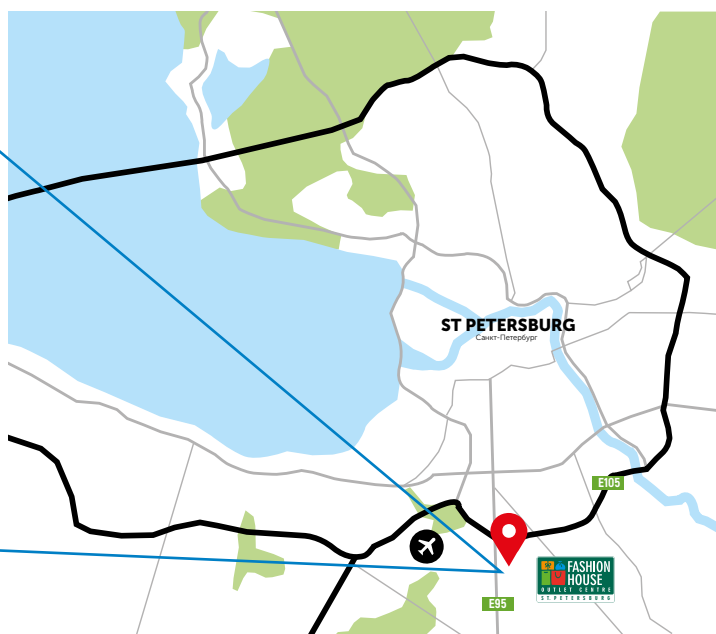 ST PETERSBURG
Санкт-Петербург
E105
FASHION
HOUSE
OUTLET CENTRE
ST. PETERSBURG
E95